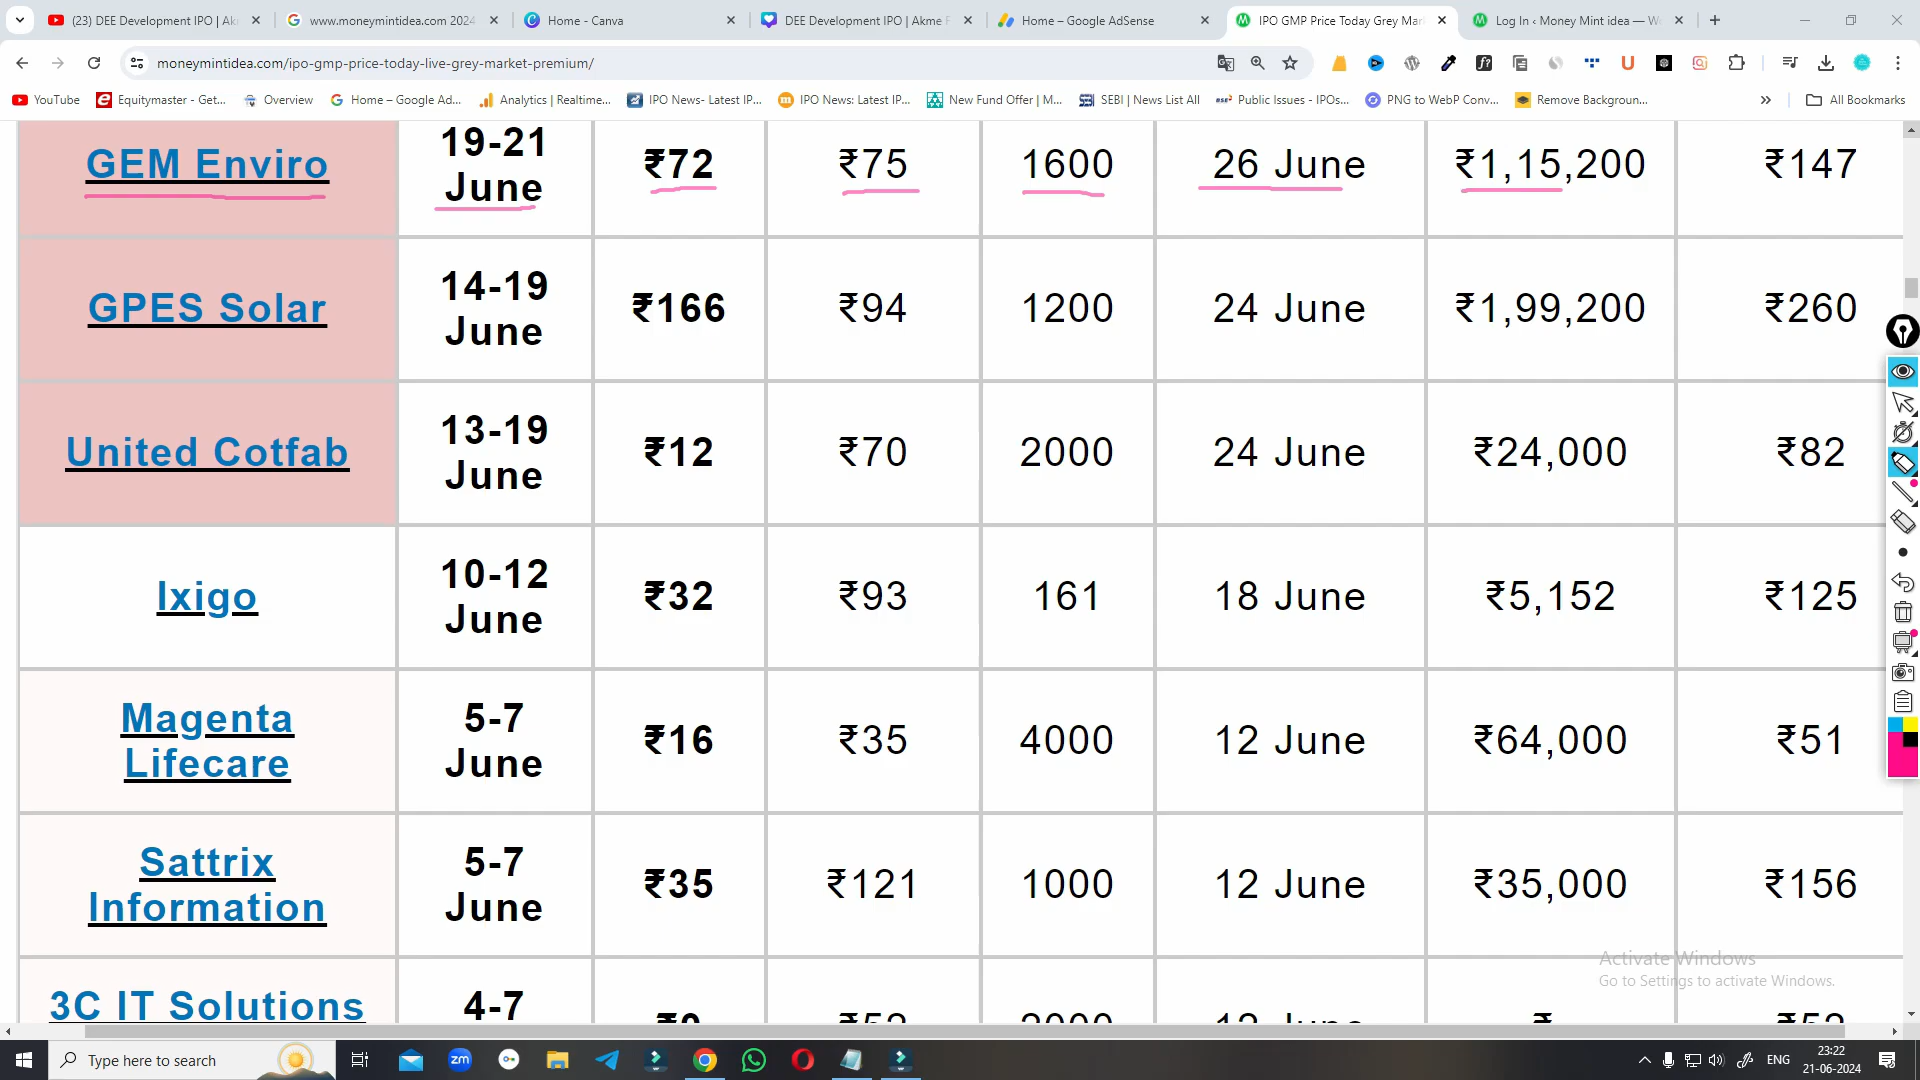 (23) DEE Development IPO | Ak
www.moneymintidea.com 2024
Home - Canva
DEE Development IPO | Akme F
Home – Google AdSense
IPO GMP Price Today Grey Mar
Log In ‹ Money Mint idea — W
moneymintidea.com/ipo-gmp-price-today-live-grey-market-premium/
YouTube
Equitymaster - Get...
Overview
Home – Google Ad...
Analytics | Realtime...
IPO News- Latest IP...
IPO News: Latest IP...
New Fund Offer | M...
SEBI | News List All
Public Issues - IPOs...
PNG to WebP Conv...
Remove Backgroun...
All Bookmarks
GEM Enviro 19-21 June ₹72 ₹75 1600 26 June ₹1,15,200 ₹147
GPES Solar 14-19 June ₹166 ₹94 1200 24 June ₹1,99,200 ₹260
United Cotfab 13-19 June ₹12 ₹70 2000 24 June ₹24,000 ₹82
Ixigo 10-12 June ₹32 ₹93 161 18 June ₹5,152 ₹125
Magenta Lifecare 5-7 June ₹16 ₹35 4000 12 June ₹64,000 ₹51
Sattrix Information 5-7 June ₹35 ₹121 1000 12 June ₹35,000 ₹156
3C IT Solutions 4-7
Activate Windows
Go to Settings to activate Windows.
Type here to search
zm
ENG
23:22
21-06-2024